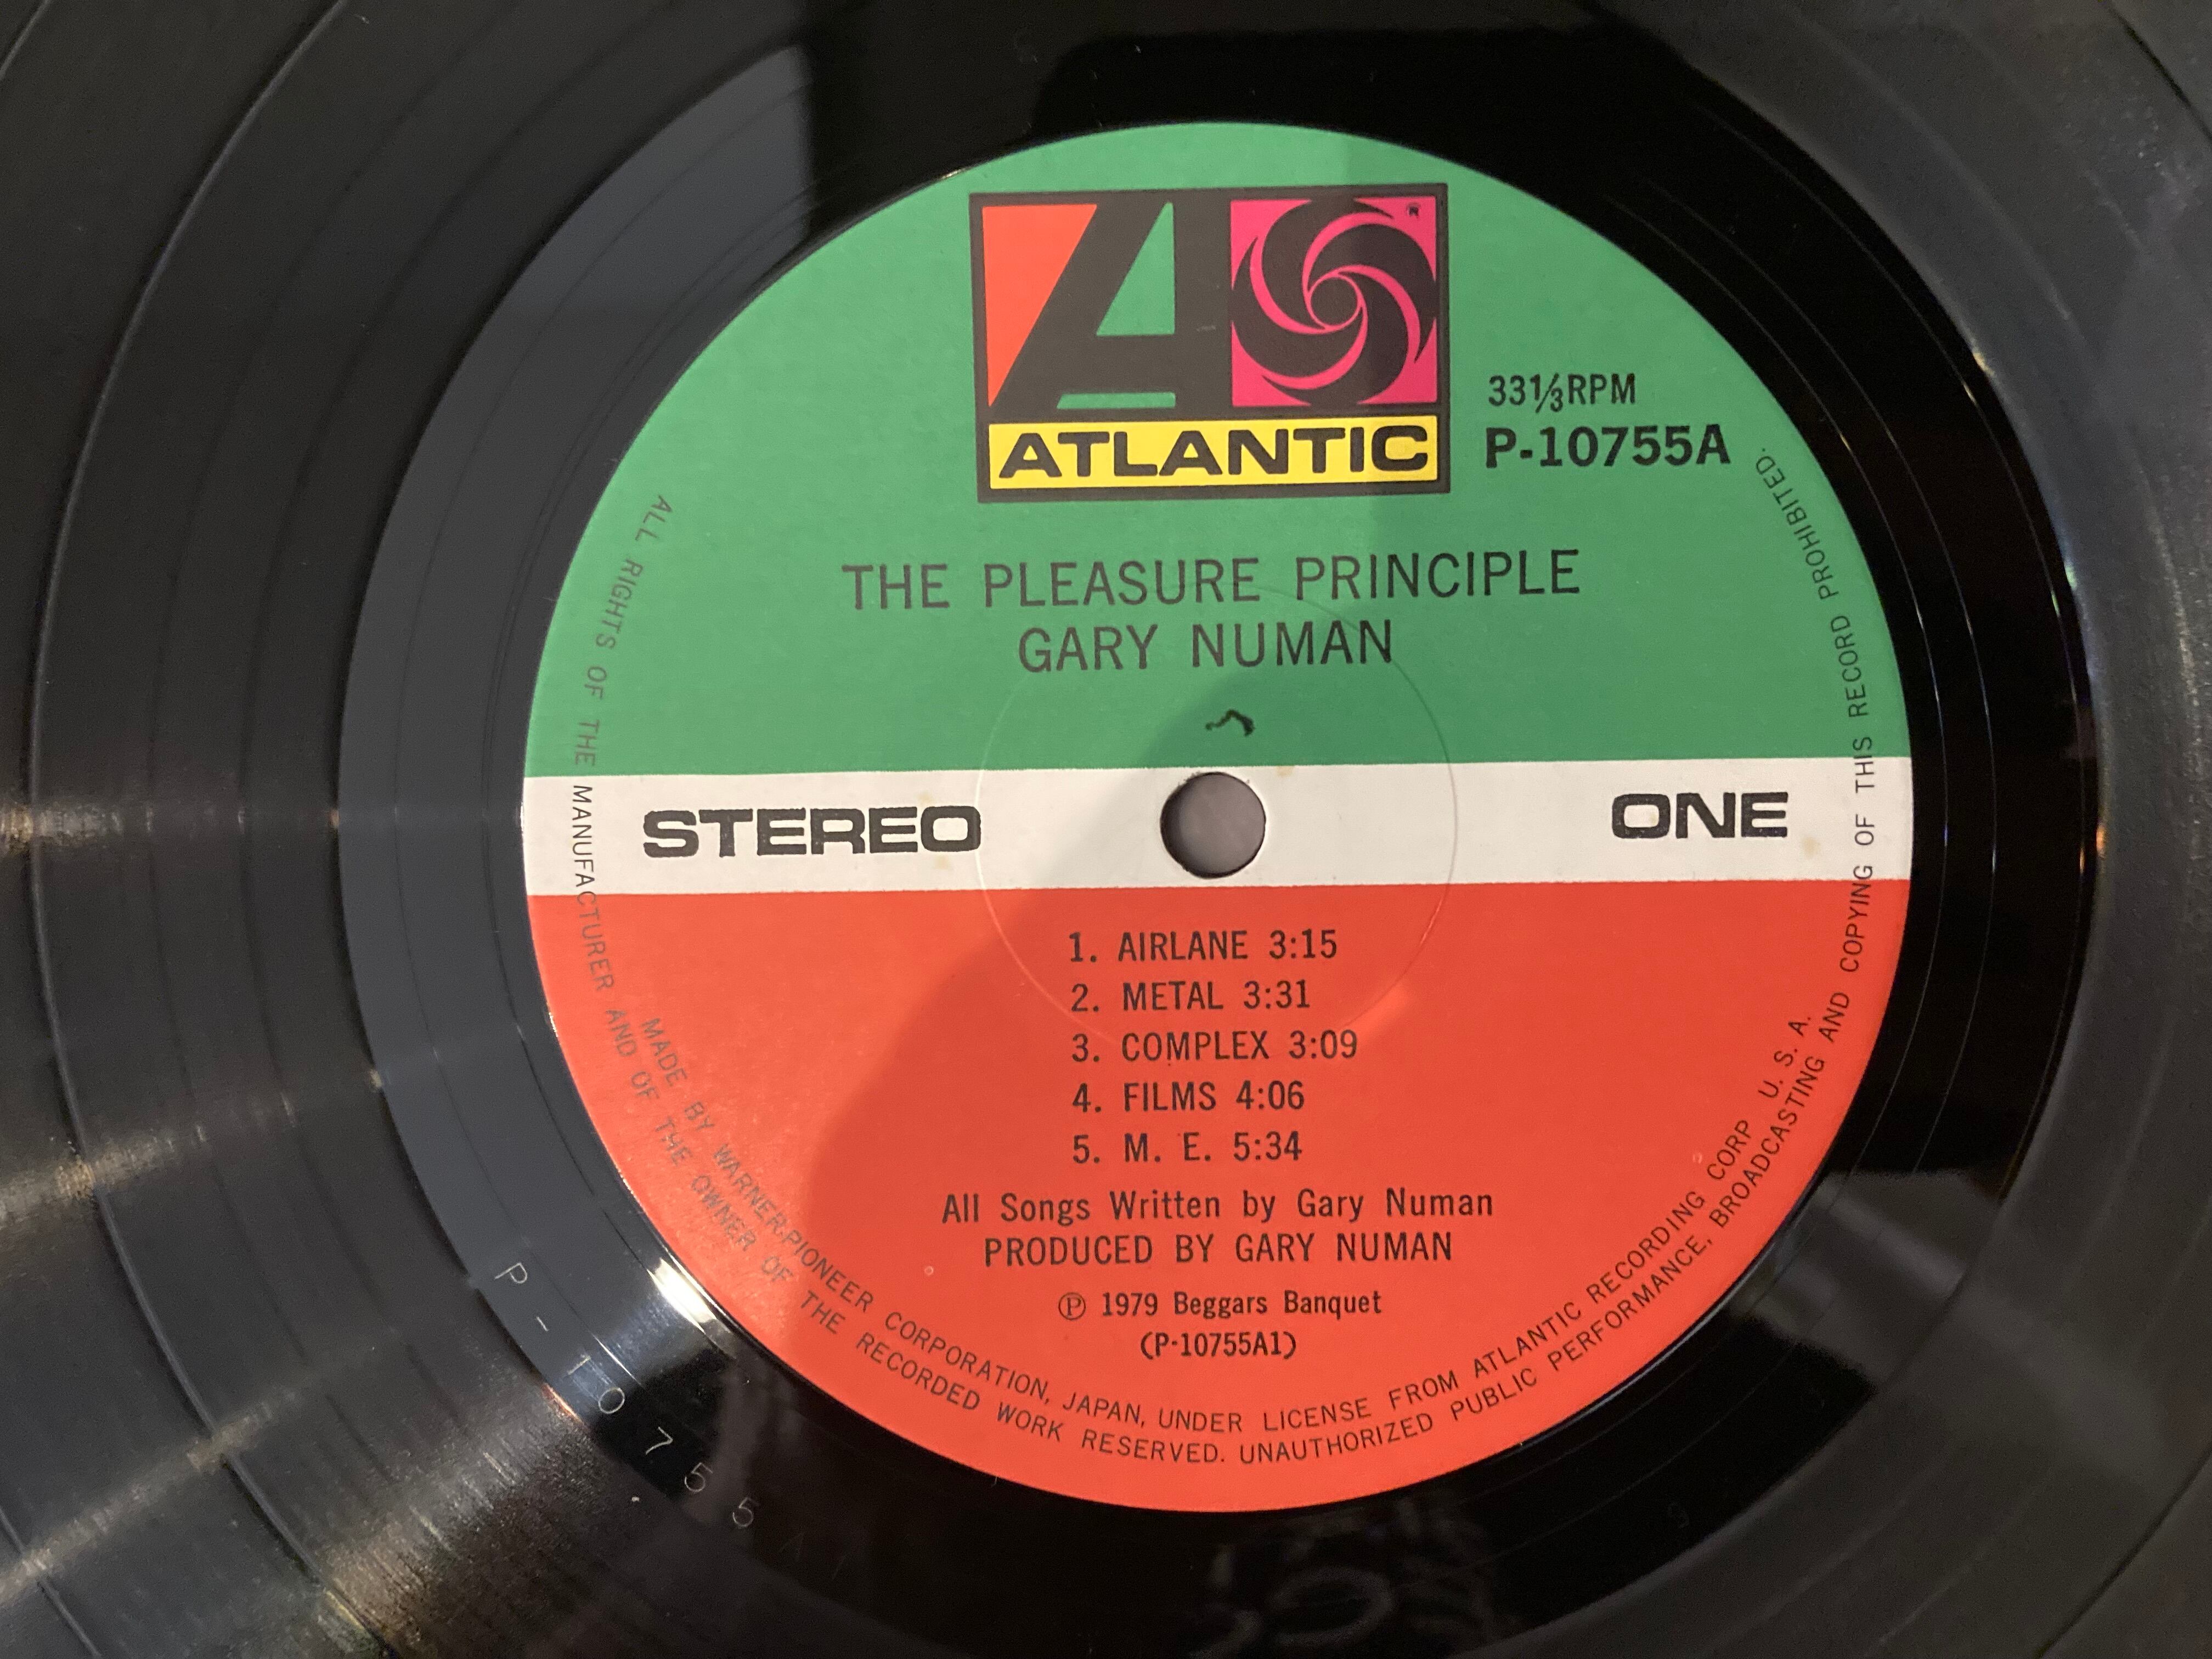 ATLANTIC
®
33⅓RPM
P-10755A
THE PLEASURE PRINCIPLE
GARY NUMAN
STEREO
ONE
1. AIRLANE 3:15
2. METAL 3:31
3. COMPLEX 3:09
4. FILMS 4:06
5. M. E. 5:34
All Songs Written by Gary Numan
PRODUCED BY GARY NUMAN
℗ 1979 Beggars Banquet
(P-10755A1)
MADE BY WARNER-PIONEER CORPORATION, JAPAN, UNDER LICENSE FROM ATLANTIC RECORDING CORP U. S. A.
ALL RIGHTS OF THE MANUFACTURER AND OF THE OWNER OF THE RECORDED WORK RESERVED. UNAUTHORIZED PUBLIC PERFORMANCE, BROADCASTING AND COPYING OF THIS RECORD PROHIBITED.
P-10755